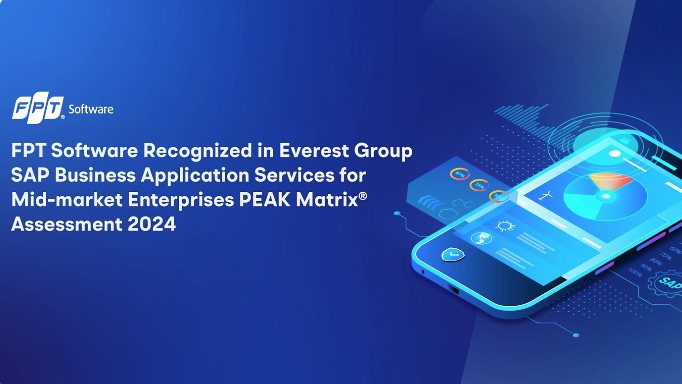 FPT® Software
FPT Software Recognized in Everest Group
SAP Business Application Services for
Mid-market Enterprises PEAK Matrix®
Assessment 2024
SAP